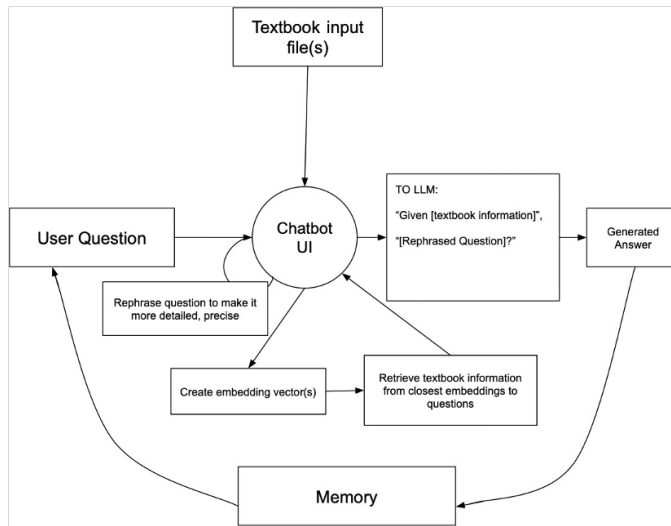 Textbook input
file(s)
User Question
Chatbot
UI
TO LLM:
“Given [textbook information]”,
“[Rephrased Question]?”
Generated
Answer
Rephrase question to make it
more detailed, precise
Create embedding vector(s)
Retrieve textbook information
from closest embeddings to
questions
Memory